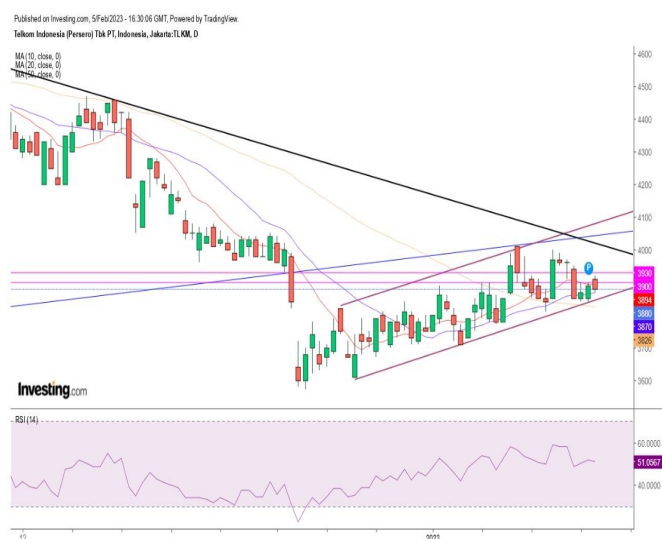 Published on Investing.com, 5/Feb/2023 - 16:30:06 GMT, Powered by TradingView.
Telkom Indonesia (Persero) Tbk PT, Indonesia, Jakarta:TLKM, D
MA (10, close, 0)
MA (20, close, 0)
MA (50, close, 0)
4600
4400
4300
4200
4100
4000
P
3930
3900
3894
3880
3870
3826
3700
3600
Investing.com
RSI (14)
60.0000
51.0567
40.0000
12
2023